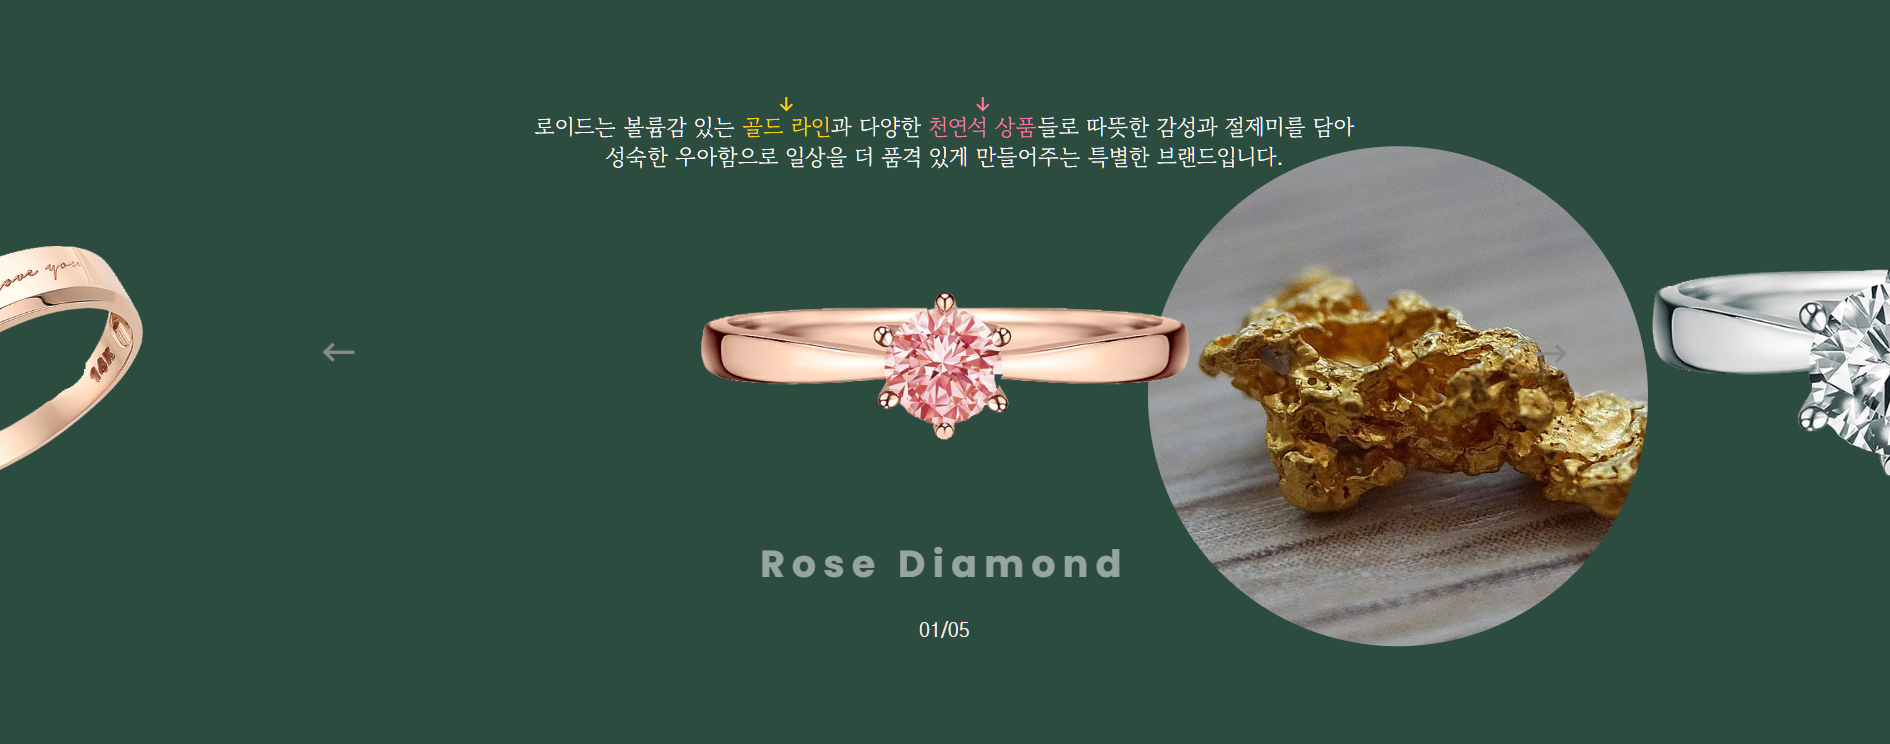 로이드는 볼륨감 있는 골드 라인과 다양한 천연석 상품들로 따뜻한 감성과 절제미를 담아
성숙한 우아함으로 일상을 더 품격 있게 만들어주는 특별한 브랜드입니다.
ove you
14K
Rose Diamond
01/05